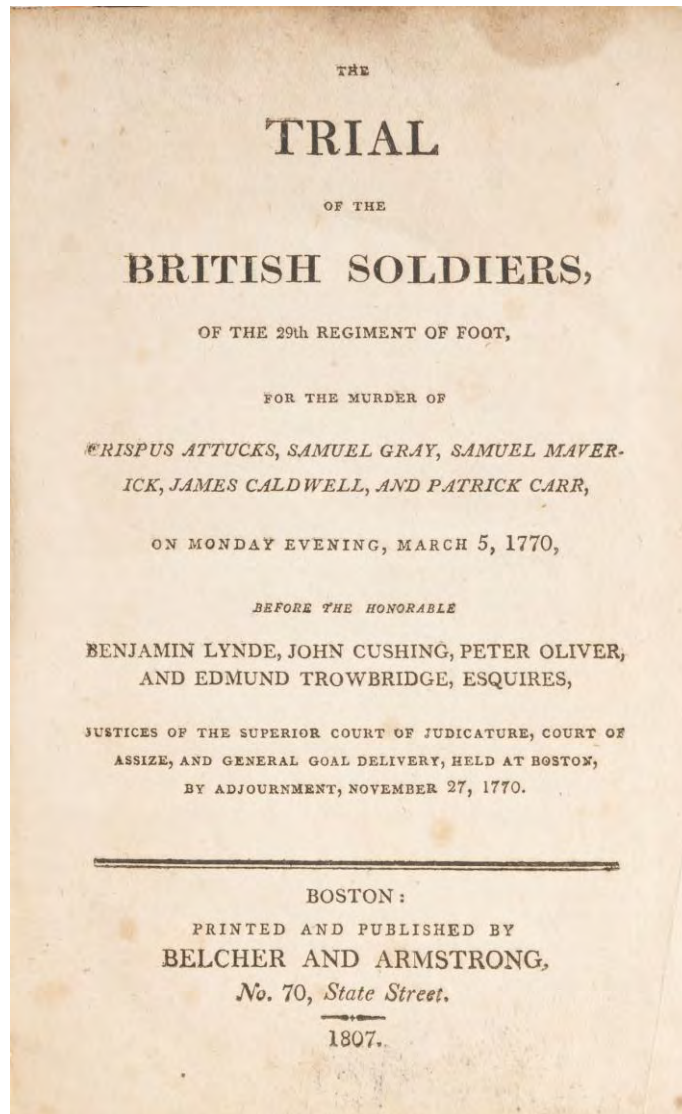 THE
TRIAL
OF THE
BRITISH SOLDIERS,
OF THE 29th REGIMENT OF FOOT,
FOR THE MURDER OF
CRISPUS ATTUCKS, SAMUEL GRAY, SAMUEL MAVER-
ICK, JAMES CALDWELL, AND PATRICK CARR,
ON MONDAY EVENING, MARCH 5, 1770,
BEFORE THE HONORABLE
BENJAMIN LYNDE, JOHN CUSHING, PETER OLIVER,
AND EDMUND TROWBRIDGE, ESQUIRES,
JUSTICES OF THE SUPERIOR COURT OF JUDICATURE, COURT OF
ASSIZE, AND GENERAL GOAL DELIVERY, HELD AT BOSTON,
BY ADJOURNMENT, NOVEMBER 27, 1770.
BOSTON:
PRINTED AND PUBLISHED BY
BELCHER AND ARMSTRONG,
No. 70, State Street.
1807.